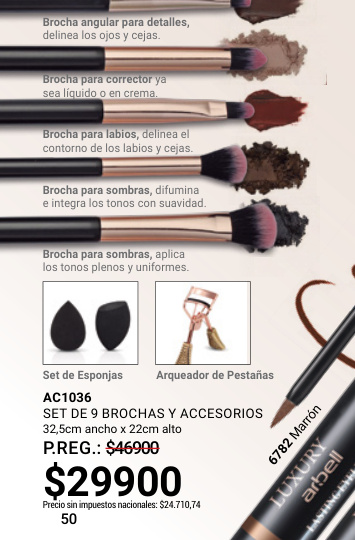 Brocha angular para detalles,
delinea los ojos y cejas.
Brocha para corrector ya
sea líquido o en crema.
Brocha para labios, delinea el
contorno de los labios y cejas.
Brocha para sombras, difumina
e integra los tonos con suavidad.
Brocha para sombras, aplica
los tonos plenos y uniformes.
Set de Esponjas
Arqueador de Pestañas
AC1036
SET DE 9 BROCHAS Y ACCESORIOS
32,5cm ancho x 22cm alto
P.REG.: $46900
$29900
Precio sin impuestos nacionales: $24.710,74
50
6782 Marrón
LUXURY
arbell